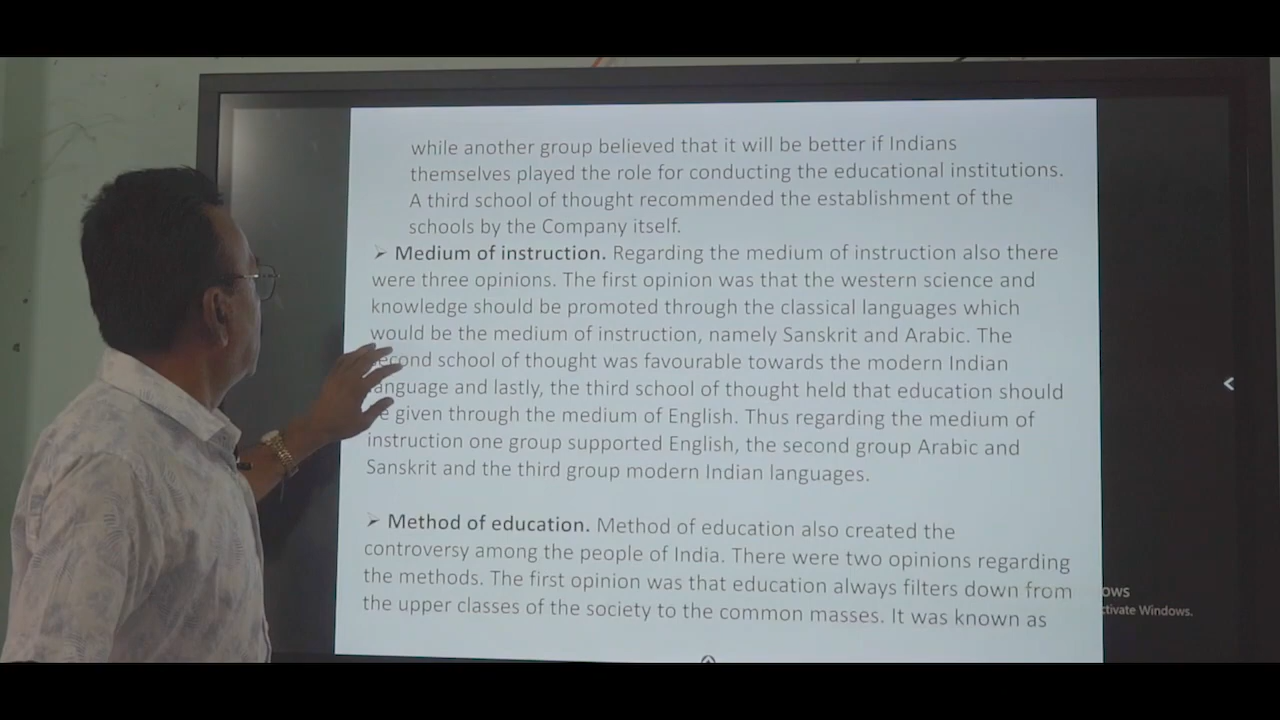 while another group believed that it will be better if Indians
themselves played the role for conducting the educational institutions.
A third school of thought recommended the establishment of the
schools by the Company itself.
➢ Medium of instruction. Regarding the medium of instruction also there
were three opinions. The first opinion was that the western science and
knowledge should be promoted through the classical languages which
would be the medium of instruction, namely Sanskrit and Arabic. The
second school of thought was favourable towards the modern Indian
language and lastly, the third school of thought held that education should
be given through the medium of English. Thus regarding the medium of
instruction one group supported English, the second group Arabic and
Sanskrit and the third group modern Indian languages.
➢ Method of education. Method of education also created the
controversy among the people of India. There were two opinions regarding
the methods. The first opinion was that education always filters down from
the upper classes of the society to the common masses. It was known as
ows
ctivate Windows.